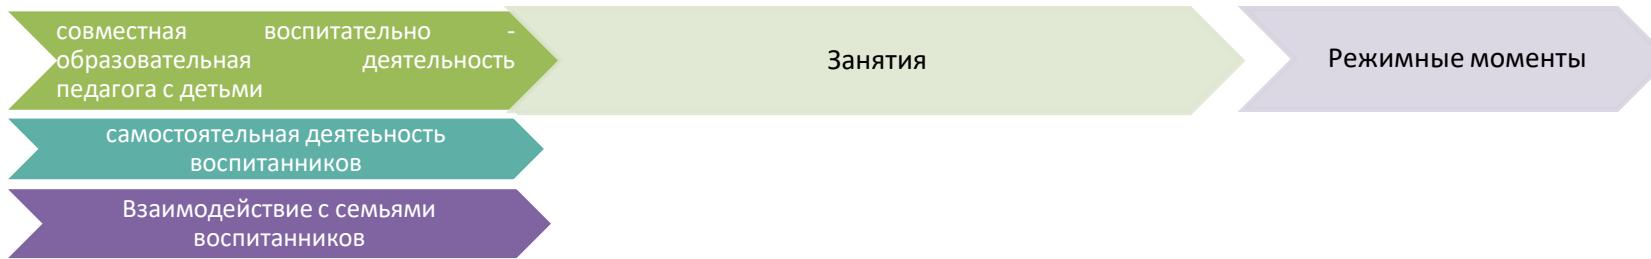 совместная воспитательно -
образовательная деятельность
педагога с детьми
Занятия
Режимные моменты
самостоятельная деятеьность
воспитанников
Взаимодействие с семьями
воспитанников